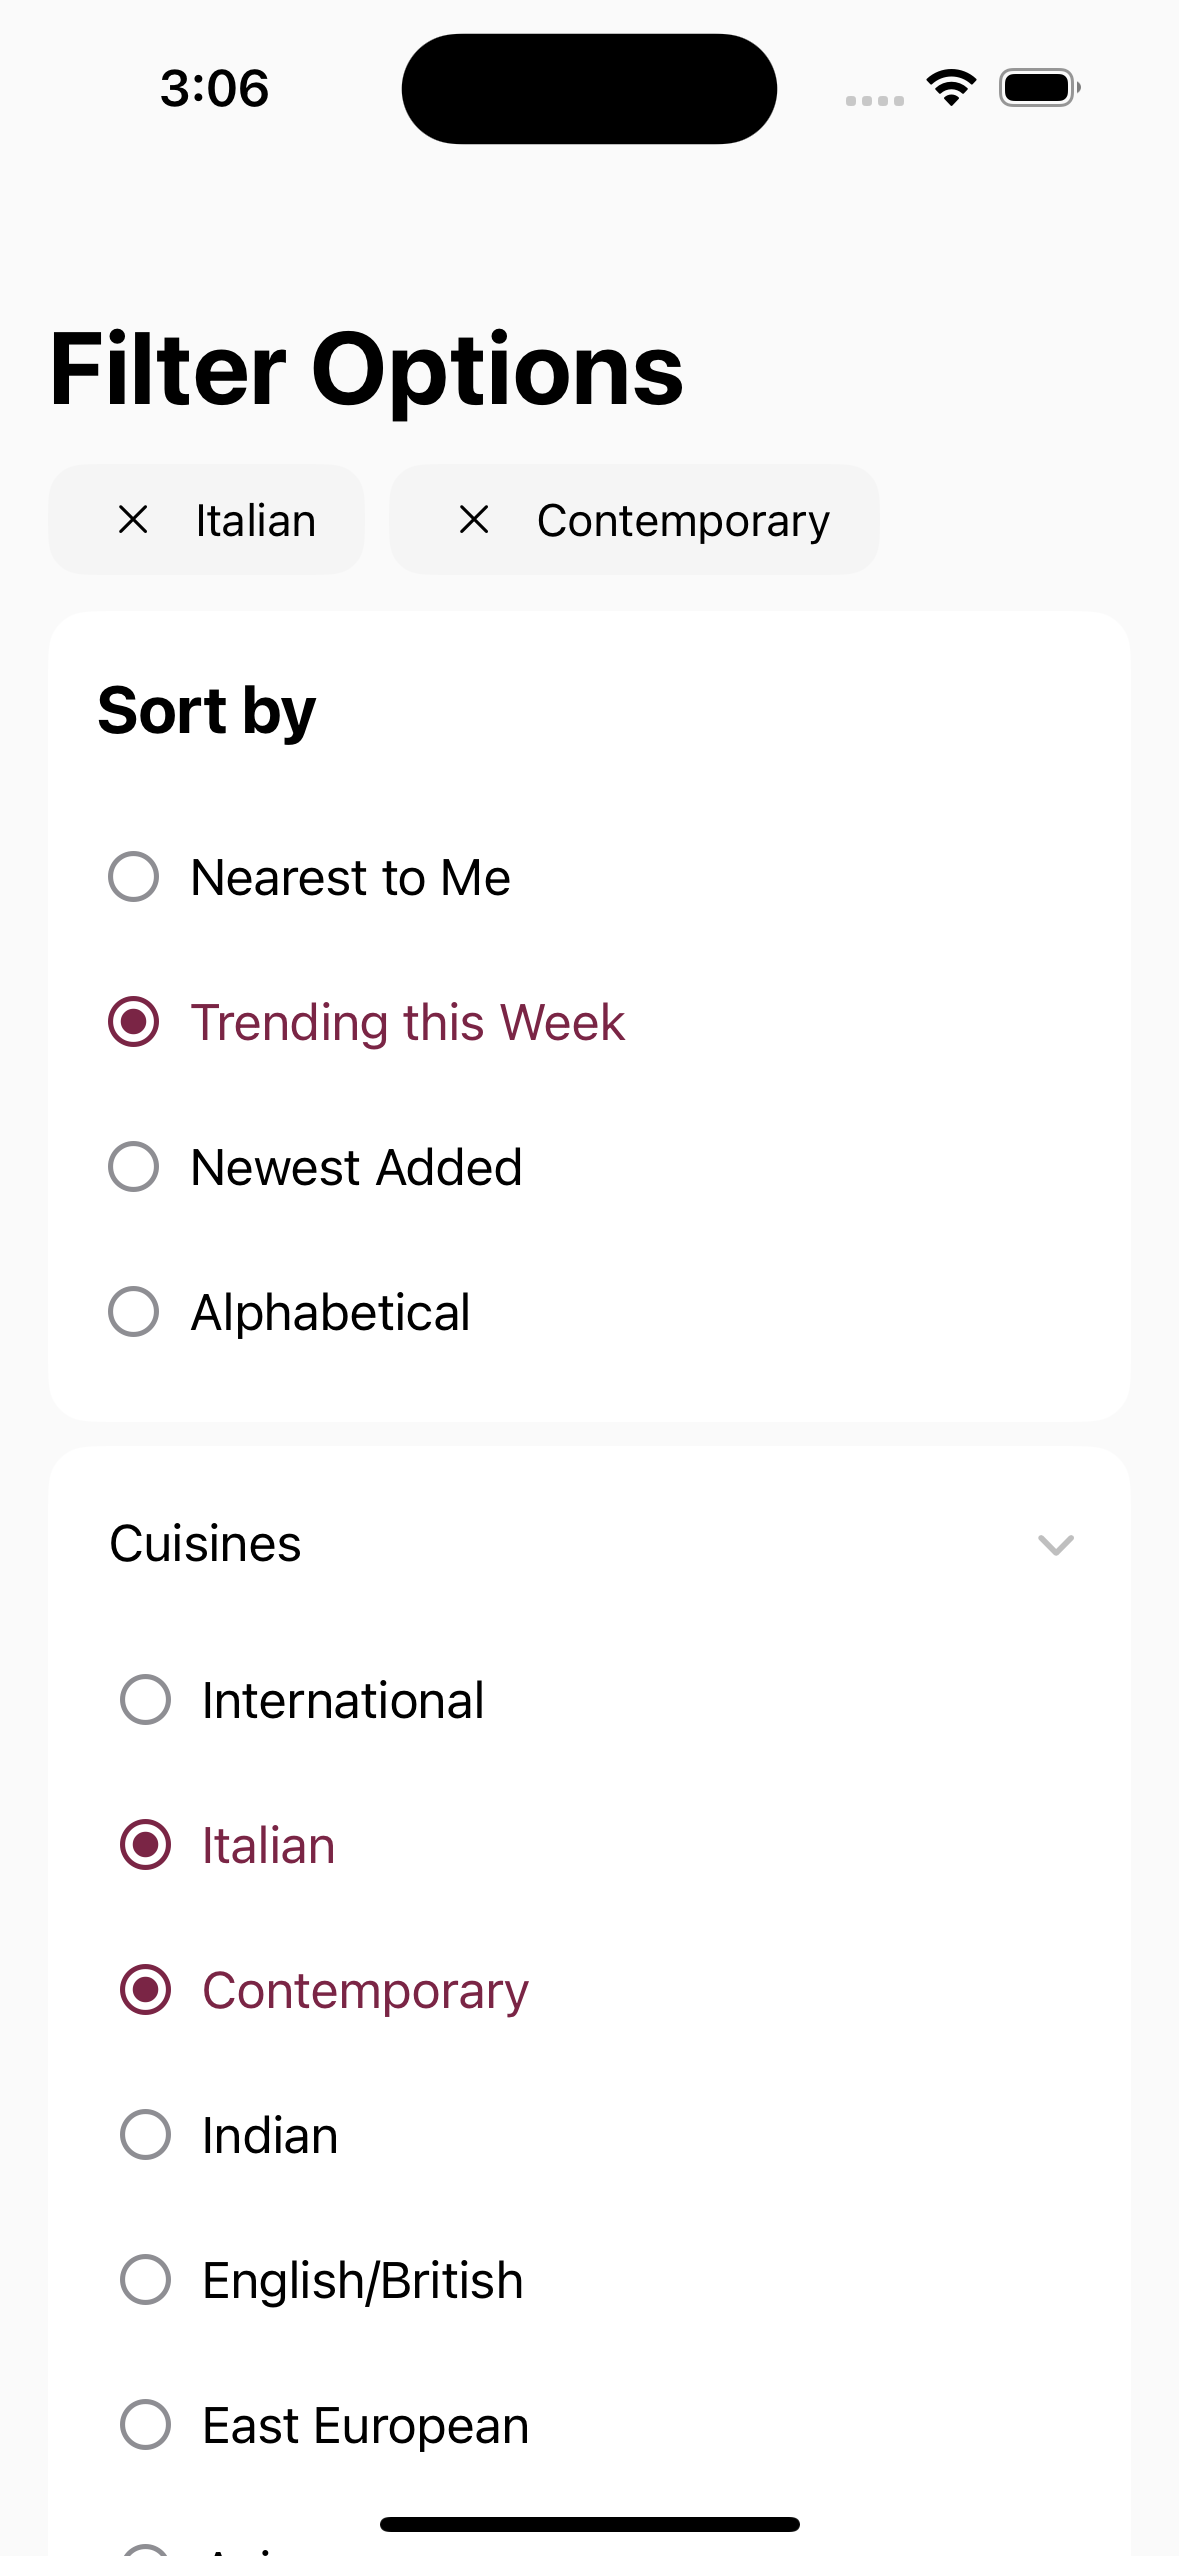 3:06
Filter Options
Italian
Contemporary
Sort by
Nearest to Me
Trending this Week
Newest Added
Alphabetical
Cuisines
International
Italian
Contemporary
Indian
English/British
East European